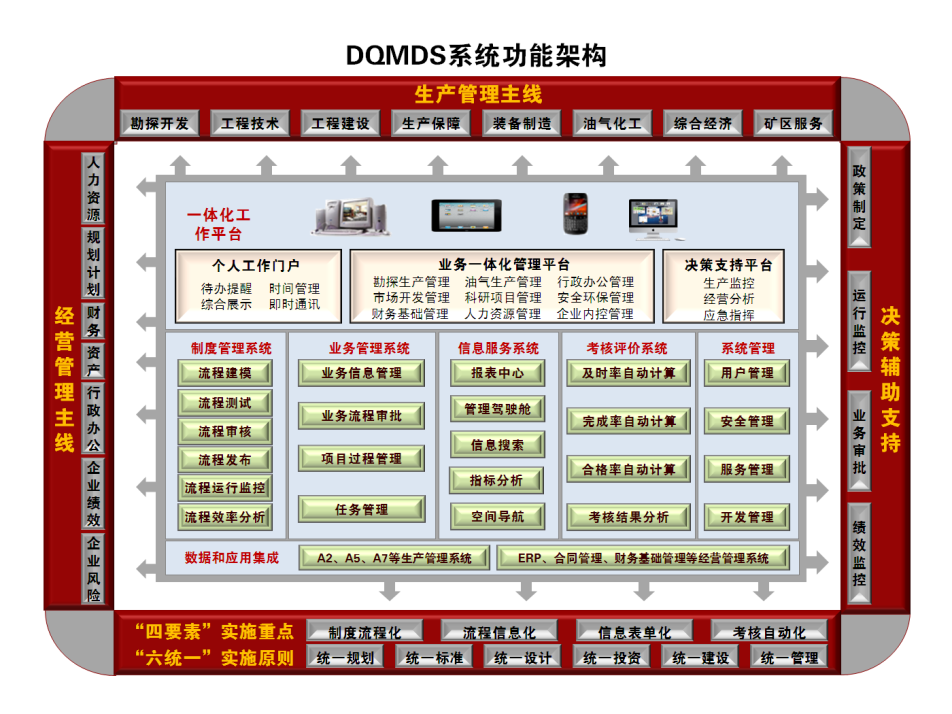 DQMDS系统功能架构
生产管理主线
勘探开发 工程技术 工程建设 生产保障 装备制造 油气化工 综合经济 矿区服务
经营管理主线
人力资源
规划计划
财务
资产
行政办公
企业绩效
企业风险
一体化工
作平台
个人工作门户
待办提醒 时间管理
综合展示 即时通讯
业务一体化管理平台
勘探生产管理 油气生产管理 行政办公管理
市场开发管理 科研项目管理 安全环保管理
财务基础管理 人力资源管理 企业内控管理
决策支持平台
生产监控
经营分析
应急指挥
制度管理系统
流程建模
流程测试
流程审核
流程发布
流程运行监控
流程效率分析
业务管理系统
业务信息管理
业务流程审批
项目过程管理
任务管理
信息服务系统
报表中心
管理驾驶舱
信息搜索
指标分析
空间导航
考核评价系统
及时率自动计算
完成率自动计算
合格率自动计算
考核结果分析
系统管理
用户管理
安全管理
服务管理
开发管理
数据和应用集成 A2、A5、A7等生产管理系统 ERP、合同管理、财务基础管理等经营管理系统
政策制定
运行监控
业务审批
绩效监控
决策辅助支持
“四要素”实施重点 制度流程化 流程信息化 信息表单化 考核自动化
“六统一”实施原则 统一规划 统一标准 统一设计 统一投资 统一建设 统一管理